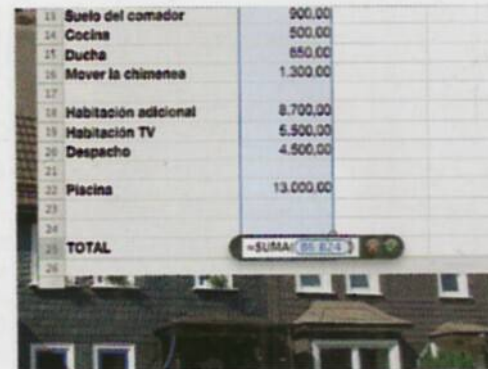 13 Suelo del comador 900,00
14 Cocina 500,00
15 Ducha 650,00
16 Mover la chimenea 1.300,00
17
18 Habitación adicional 8.700,00
19 Habitación TV 5.500,00
20 Despacho 4.500,00
21
22 Piscina 13.000,00
23
24
25 TOTAL =SUMA(B6:B24)
26